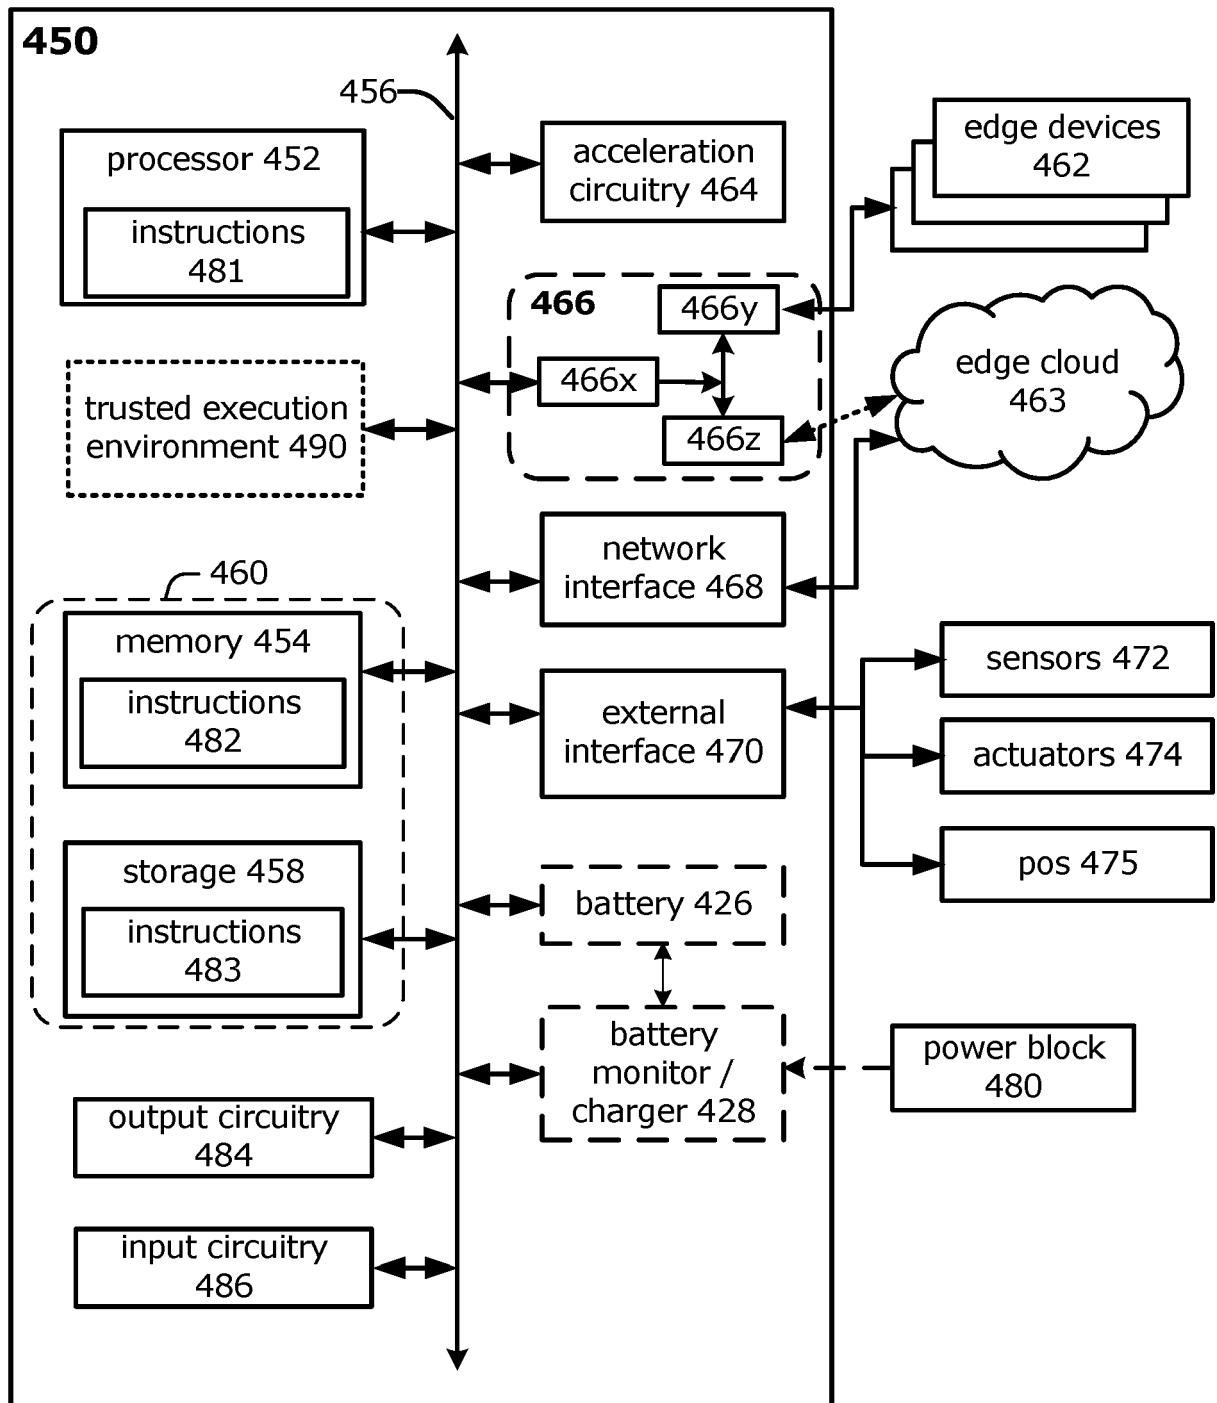 450
456
processor 452
instructions
481
trusted execution
environment 490
460
memory 454
instructions
482
storage 458
instructions
483
output circuitry
484
input circuitry
486
acceleration
circuitry 464
466
466y
466x
466z
network
interface 468
external
interface 470
battery 426
battery
monitor /
charger 428
edge devices
462
edge cloud
463
sensors 472
actuators 474
pos 475
power block
480